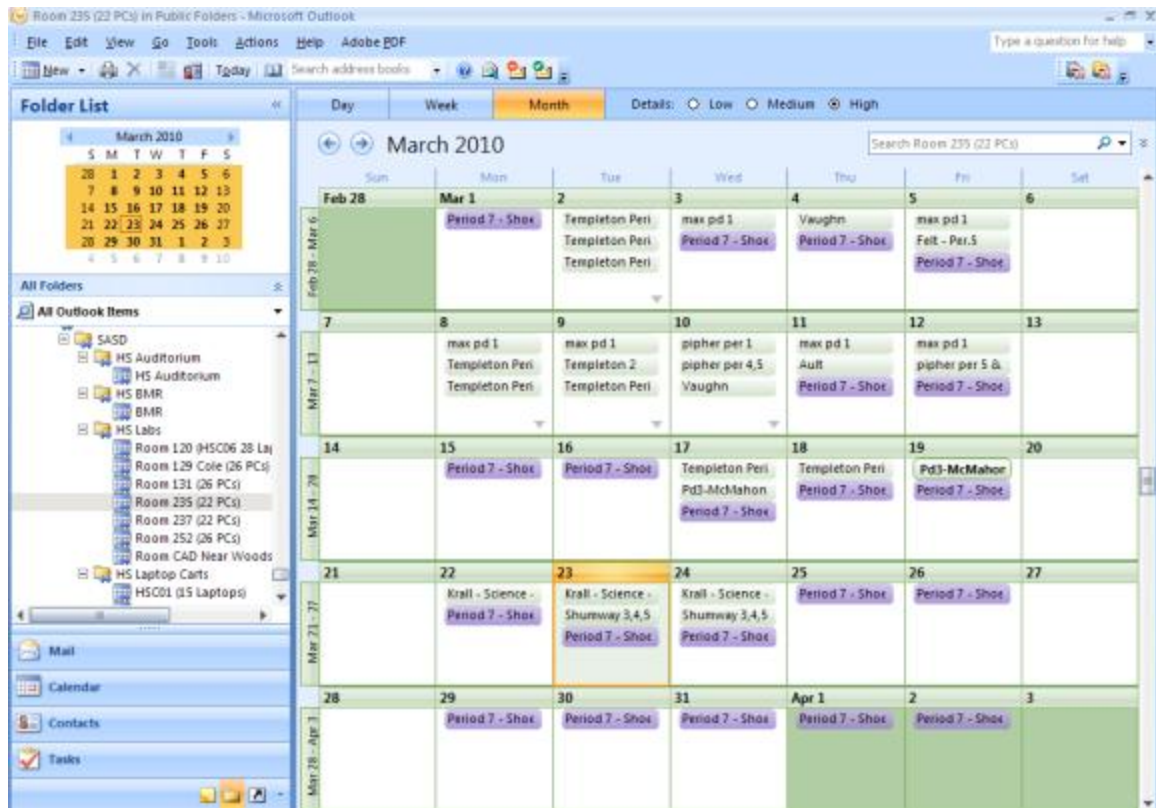 Room 235 (22 PCs) in Public Folders - Microsoft Outlook
File Edit View Go Tools Actions Help Adobe PDF
Type a question for help
New Today Search address books
Folder List
March 2010
S M T W T F S
28 1 2 3 4 5 6
7 8 9 10 11 12 13
14 15 16 17 18 19 20
21 22 23 24 25 26 27
28 29 30 31 1 2 3
4 5 6 7 8 9 10
All Folders
All Outlook Items
SASD
HS Auditorium
HS Auditorium
HS BMR
BMR
HS Labs
Room 120 (HSC06 28 Laj
Room 129 Cole (26 PCs)
Room 131 (26 PCs)
Room 235 (22 PCs)
Room 237 (22 PCs)
Room 252 (26 PCs)
Room CAD Near Woods
HS Laptop Carts
HSC01 (15 Laptops)
Mail
Calendar
Contacts
Tasks
Day Week Month Details: Low Medium High
March 2010
Search Room 235 (22 PCs)
Sun Mon Tue Wed Thu Fri Sat
Feb 28 - Mar 6
Feb 28 Mar 1 2 3 4 5 6
Period 7 - Shoe Templeton Peri max pd 1 Vaughn max pd 1
Templeton Peri Period 7 - Shoe Period 7 - Shoe Felt - Per.5
Templeton Peri Period 7 - Shoe
Mar 7 - 13
7 8 9 10 11 12 13
max pd 1 max pd 1 pipher per 1 max pd 1 max pd 1
Templeton Peri Templeton 2 pipher per 4,5 Ault pipher per 5 &
Templeton Peri Templeton Peri Vaughn Period 7 - Shoe Period 7 - Shoe
Mar 14 - 20
14 15 16 17 18 19 20
Period 7 - Shoe Period 7 - Shoe Templeton Peri Templeton Peri Pd3-McMahor
Pd3-McMahon Period 7 - Shoe Period 7 - Shoe
Period 7 - Shoe
Mar 21 - 27
21 22 23 24 25 26 27
Krall - Science - Krall - Science - Krall - Science - Period 7 - Shoe Period 7 - Shoe
Period 7 - Shoe Shumway 3,4,5 Shumway 3,4,5
Period 7 - Shoe Period 7 - Shoe
Mar 28 - Apr 3
28 29 30 31 Apr 1 2 3
Period 7 - Shoe Period 7 - Shoe Period 7 - Shoe Period 7 - Shoe Period 7 - Shoe